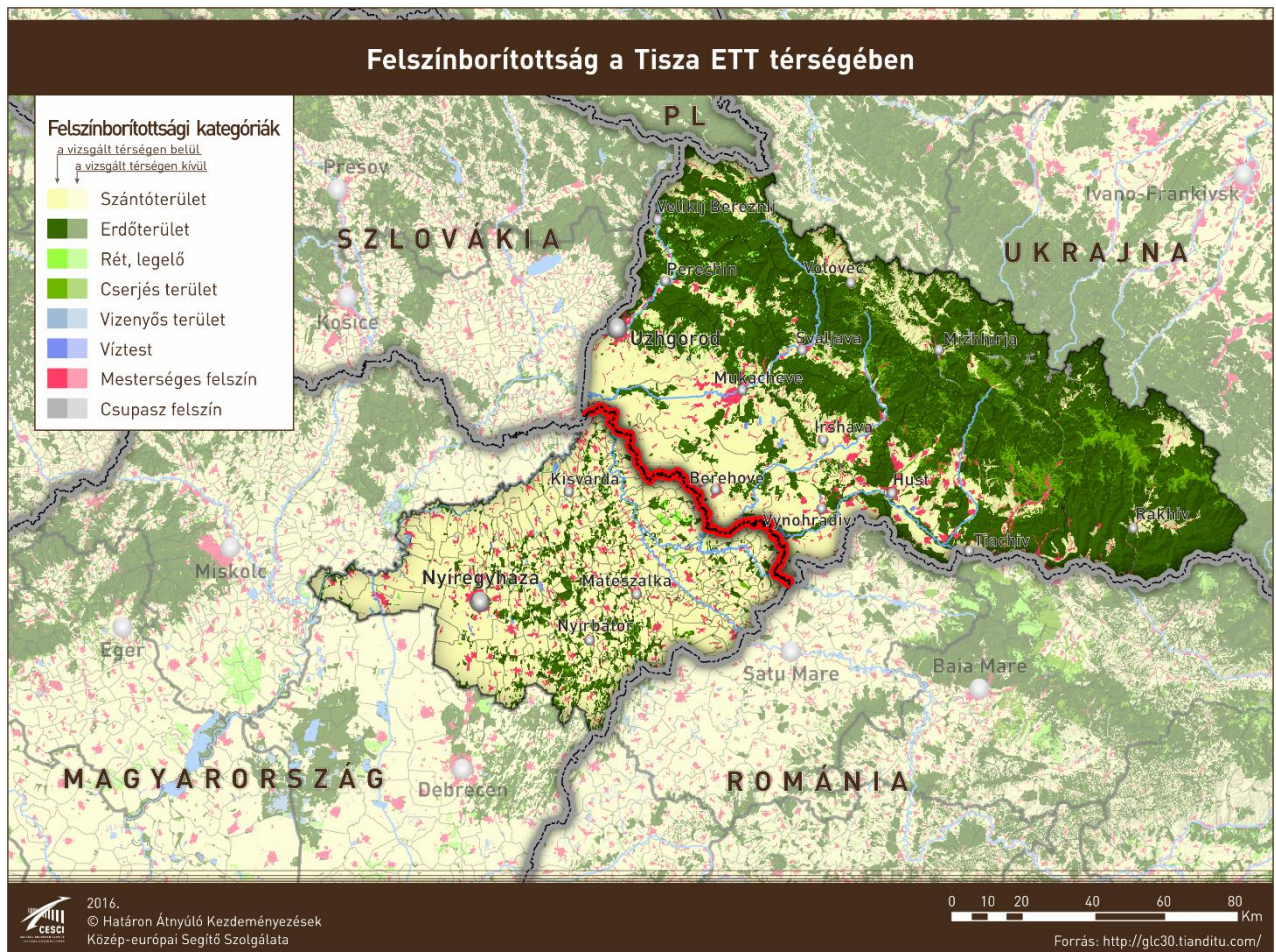 Felszínborítottság a Tisza ETT térségében
Felszínborítottsági kategóriák
a vizsgált térségen belül
a vizsgált térségen kívül
Szántóterület
Erdőterület
Rét, legelő
Cserjés terület
Vizenyős terület
Víztest
Mesterséges felszín
Csupasz felszín
PL
Presov
Ivano-Frankivsk
Velikij Bereznij
SZLOVÁKIA
UKRAJNA
Perechin
Volovec
Košice
Uzhgorod
Svaljava
Mizhhirja
Mukacheve
Irshava
Kisvárda
Berehove
Hust
Vynohradiv
Rakhiv
Tiachiv
Miskolc
Nyíregyháza
Mátészalka
Nyírbátor
Eger
Satu Mare
Baia Mare
MAGYARORSZÁG
Debrecen
ROMÁNIA
CESCI
2016.
© Határon Átnyúló Kezdeményezések
Közép-európai Segítő Szolgálata
0 10 20 40 60 80
Km
Forrás: http://glc30.tianditu.com/